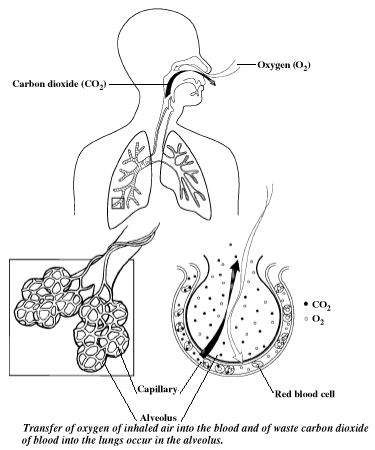 Oxygen (O2)
Carbon dioxide (CO2)
CO2
O2
Capillary
Red blood cell
Alveolus
Transfer of oxygen of inhaled air into the blood and of waste carbon dioxide
of blood into the lungs occur in the alveolus.